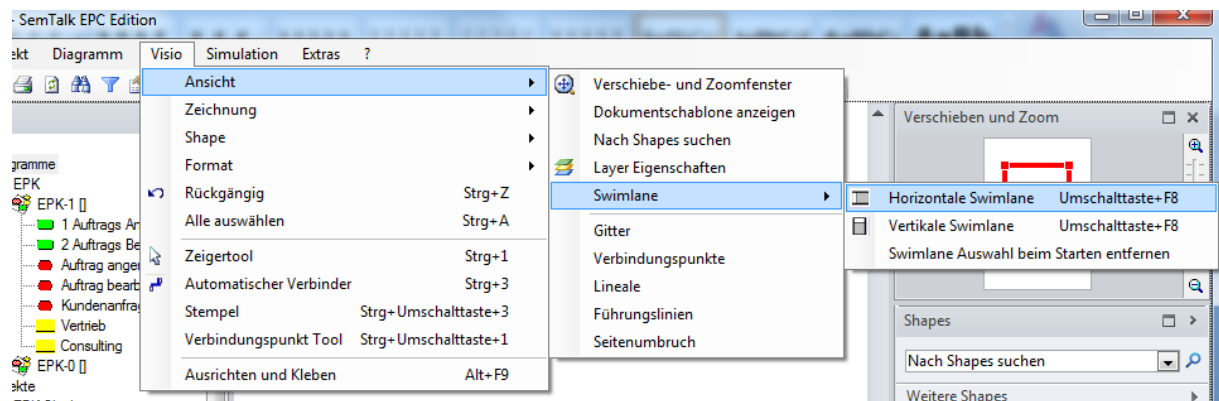 - SemTalk EPC Edition
ekt Diagramm Visio Simulation Extras ?
Ansicht
Zeichnung
Shape
Format
Rückgängig Strg+Z
Alle auswählen Strg+A
Zeigertool Strg+1
Automatischer Verbinder Strg+3
Stempel Strg+Umschalttaste+3
Verbindungspunkt Tool Strg+Umschalttaste+1
Ausrichten und Kleben Alt+F9
Verschiebe- und Zoomfenster
Dokumentschablone anzeigen
Nach Shapes suchen
Layer Eigenschaften
Swimlane
Gitter
Verbindungspunkte
Lineale
Führungslinien
Seitenumbruch
Horizontale Swimlane Umschalttaste+F8
Vertikale Swimlane Umschalttaste+F8
Swimlane Auswahl beim Starten entfernen
gramme
EPK
EPK-1 []
1 Auftrags An
2 Auftrags Be
Auftrag anger
Auftrag bearb
Kundenanfra
Vertrieb
Consulting
EPK-0 []
ekte
Verschieben und Zoom
Shapes
Nach Shapes suchen
Weitere Shapes